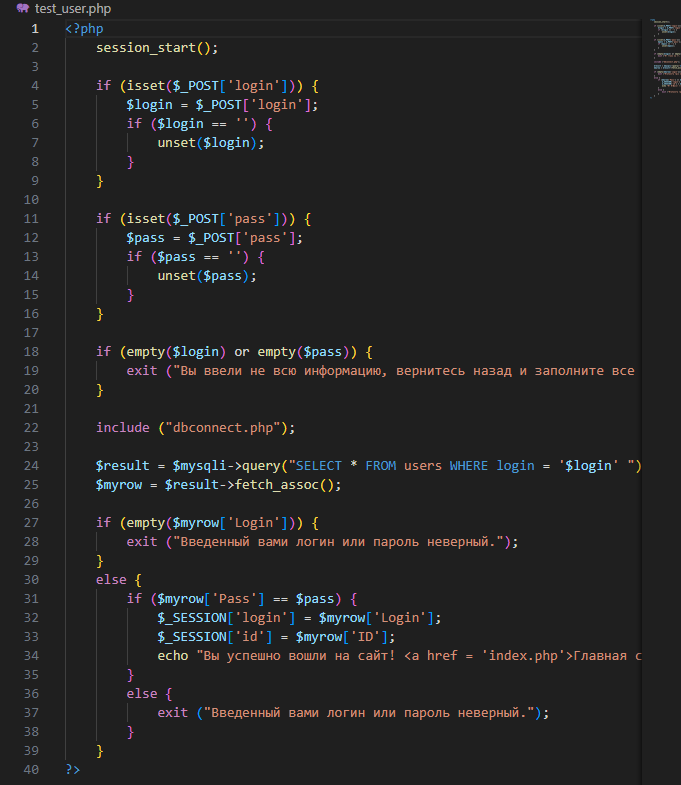 test_user.php
1 <?php
2 session_start();
3
4 if (isset($_POST['login'])) {
5 $login = $_POST['login'];
6 if ($login == '') {
7 unset($login);
8 }
9 }
10
11 if (isset($_POST['pass'])) {
12 $pass = $_POST['pass'];
13 if ($pass == '') {
14 unset($pass);
15 }
16 }
17
18 if (empty($login) or empty($pass)) {
19 exit ("Вы ввели не всю информацию, вернитесь назад и заполните все
20 }
21
22 include ("dbconnect.php");
23
24 $result = $mysqli->query("SELECT * FROM users WHERE login = '$login' ")
25 $myrow = $result->fetch_assoc();
26
27 if (empty($myrow['Login'])) {
28 exit ("Введенный вами логин или пароль неверный.");
29 }
30 else {
31 if ($myrow['Pass'] == $pass) {
32 $_SESSION['login'] = $myrow['Login'];
33 $_SESSION['id'] = $myrow['ID'];
34 echo "Вы успешно вошли на сайт! <a href = 'index.php'>Главная с
35 }
36 else {
37 exit ("Введенный вами логин или пароль неверный.");
38 }
39 }
40 ?>